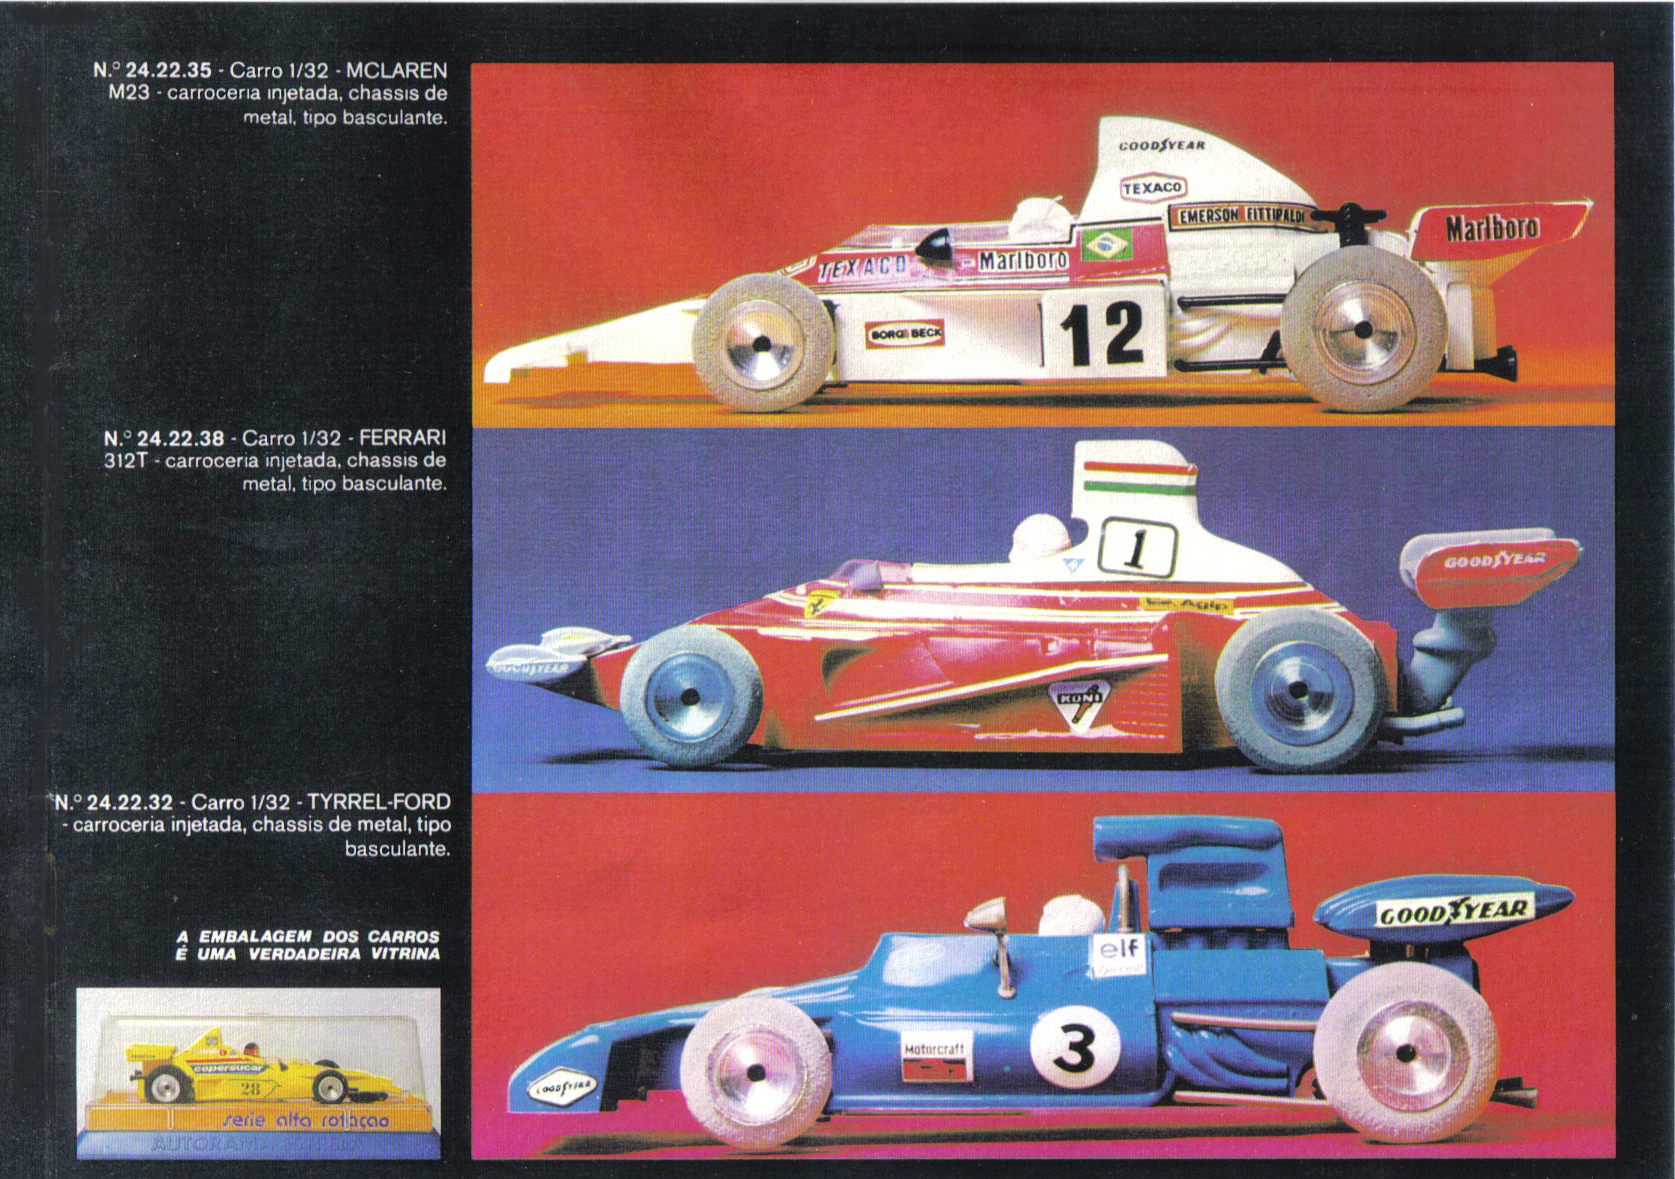 N.º 24.22.35 - Carro 1/32 - MCLAREN
M23 - carroceria injetada, chassis de
metal, tipo basculante.
GOODYEAR
TEXACO
EMERSON FITTIPALDI
Marlboro
TEXACO
Marlboro
BORG BECK
12
N.º 24.22.38 - Carro 1/32 - FERRARI
312T - carroceria injetada, chassis de
metal, tipo basculante.
1
GOODYEAR
Agip
GOODYEAR
KONI
N.º 24.22.32 - Carro 1/32 - TYRREL-FORD
- carroceria injetada, chassis de metal, tipo
basculante.
GOODYEAR
elf
3
Motorcraft
GOODYEAR
A EMBALAGEM DOS CARROS
É UMA VERDADEIRA VITRINA
copersucar
28
serie alta rotação
AUTORAMA ESTRELA